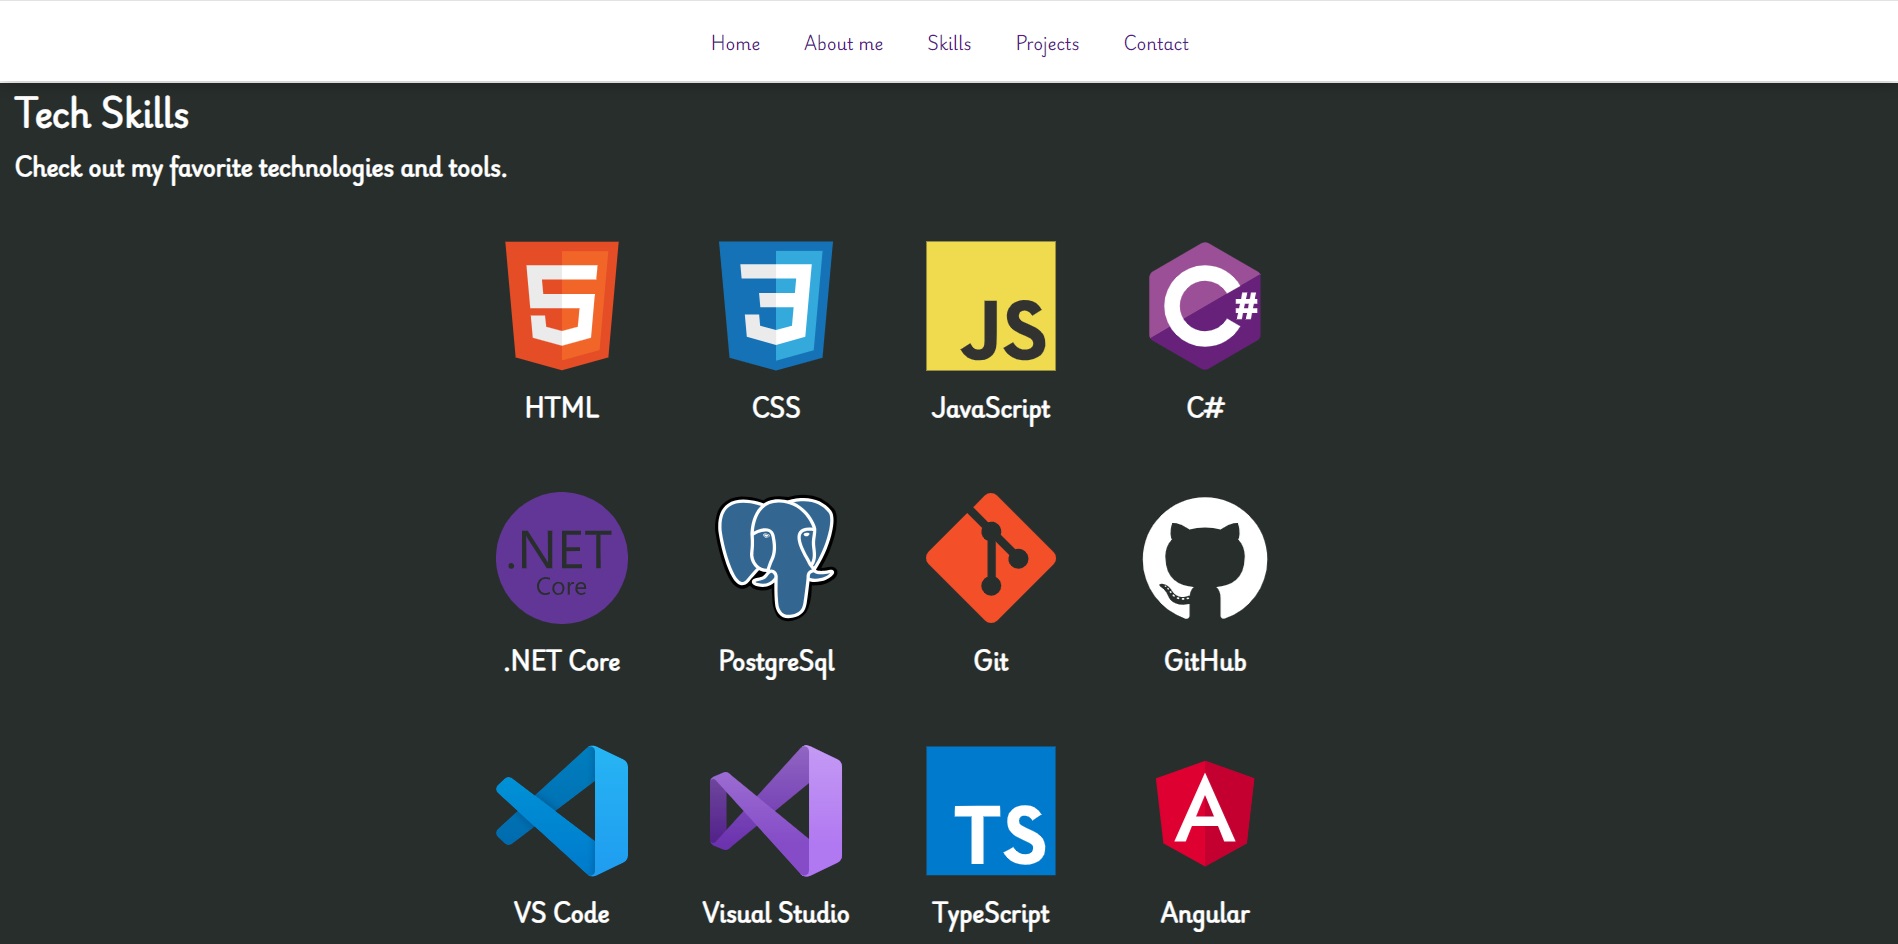 Home About me Skills Projects Contact
Tech Skills
Check out my favorite technologies and tools.
5 3 JS C#
HTML CSS JavaScript C#
.NET
Core
.NET Core PostgreSql Git GitHub
TS A
VS Code Visual Studio TypeScript Angular